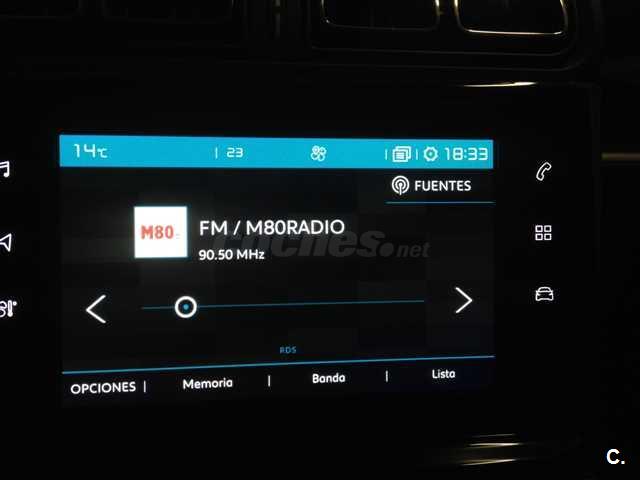 14°C | 23 | | 18:33
FUENTES
M80
FM / M80RADIO
90.50 MHz
coches.net
RDS
OPCIONES | Memoria | Banda | Lista
C.